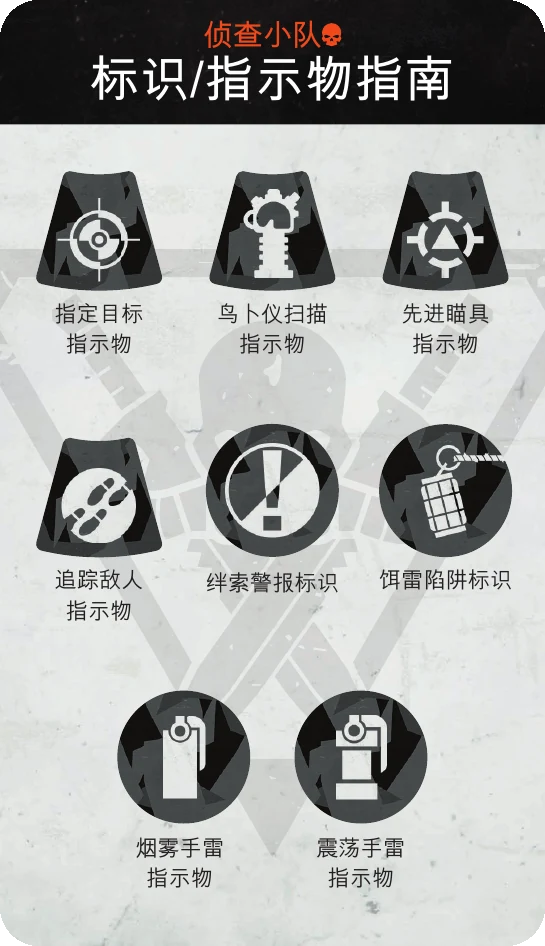 侦查小队
标识/指示物指南
指定目标
指示物
鸟卜仪扫描
指示物
先进瞄具
指示物
追踪敌人
指示物
绊索警报标识
饵雷陷阱标识
烟雾手雷
指示物
震荡手雷
指示物